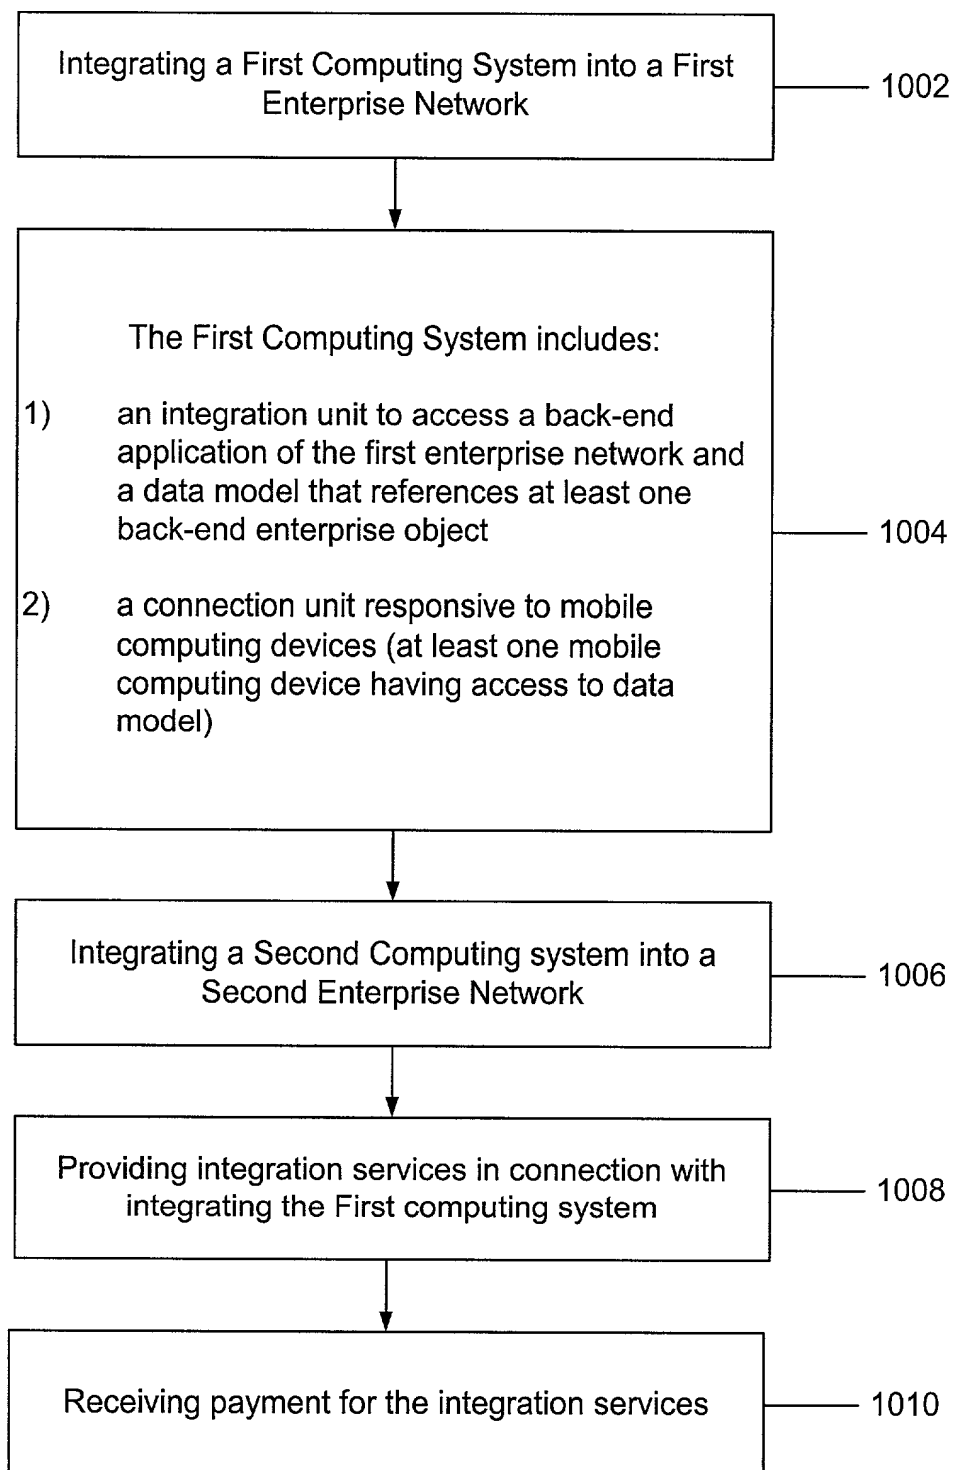 Integrating a First Computing System into a First
Enterprise Network
1002
The First Computing System includes:
1) an integration unit to access a back-end
application of the first enterprise network and
a data model that references at least one
back-end enterprise object
1004
2) a connection unit responsive to mobile
computing devices (at least one mobile
computing device having access to data
model)
Integrating a Second Computing system into a
Second Enterprise Network
1006
Providing integration services in connection with
integrating the First computing system
1008
Receiving payment for the integration services
1010